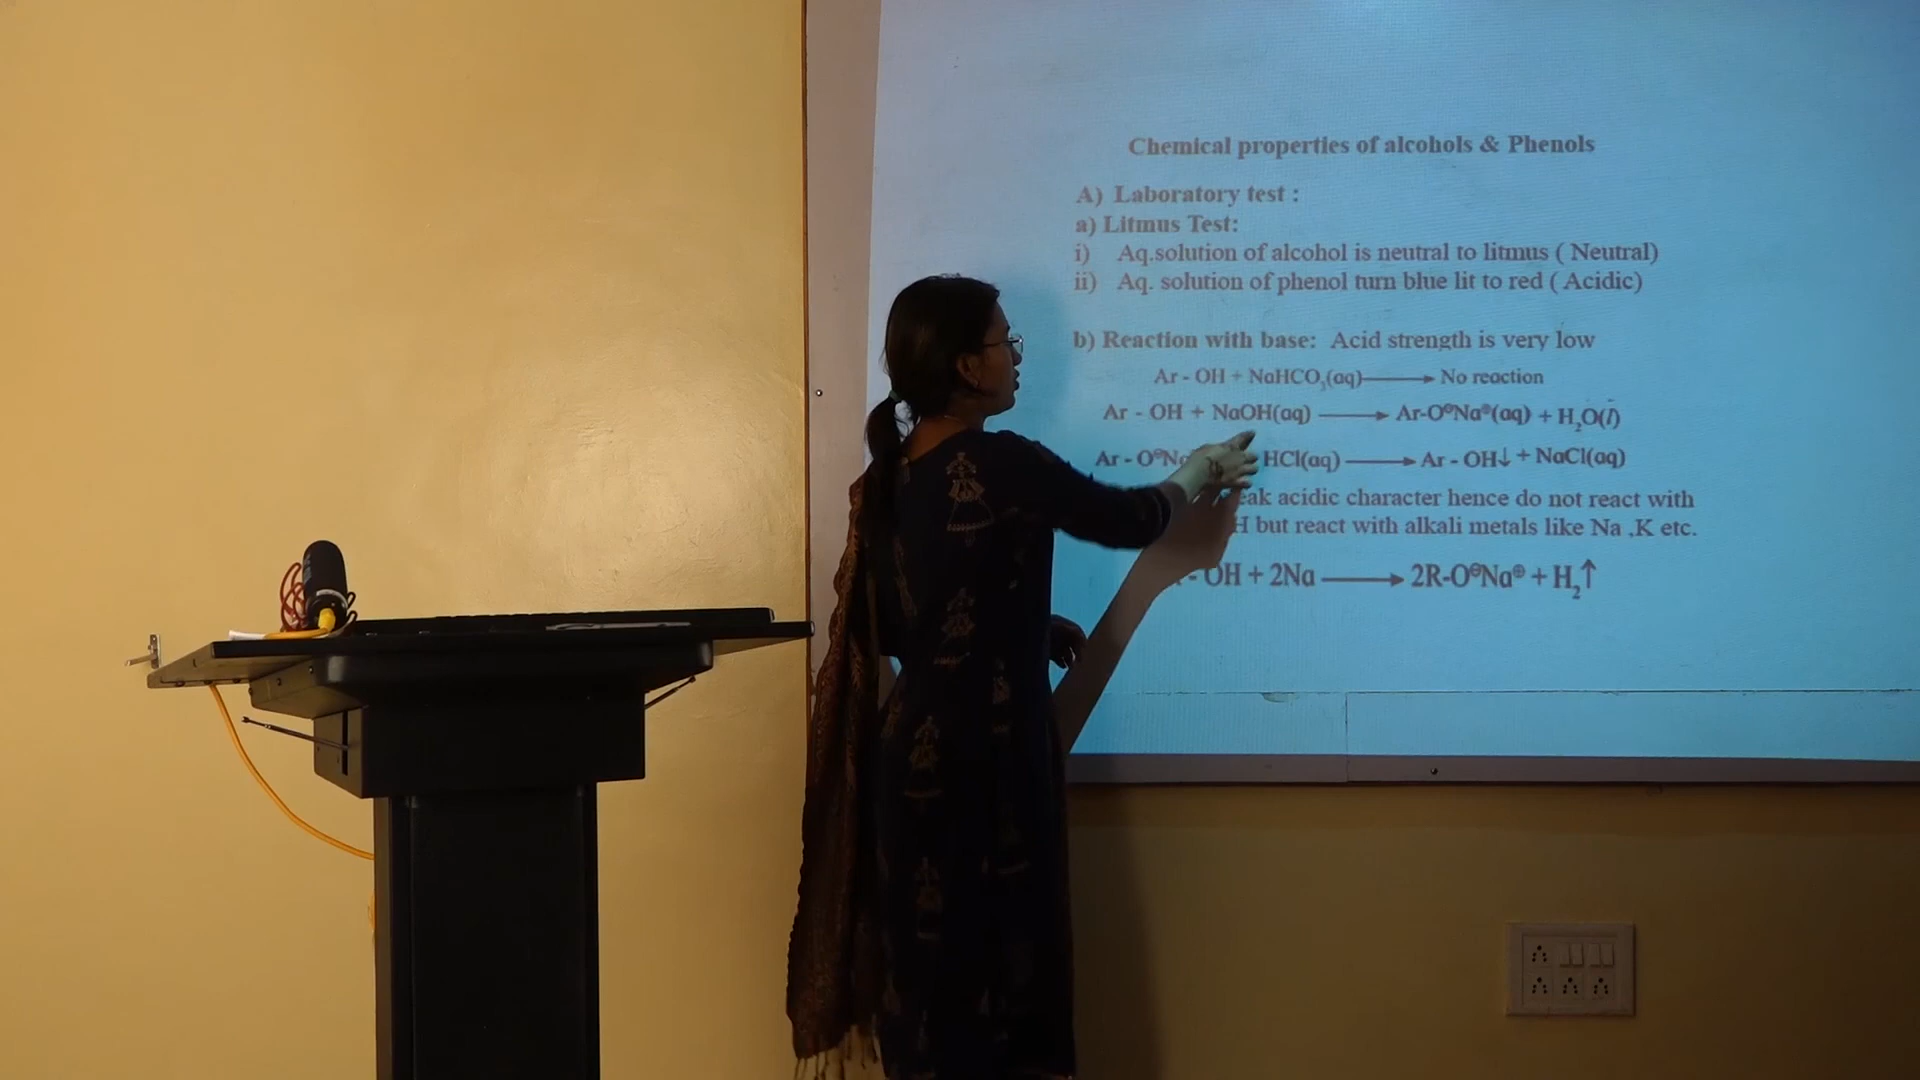 Chemical properties of alcohols & Phenols
A) Laboratory test :
a) Litmus Test:
i) Aq.solution of alcohol is neutral to litmus ( Neutral)
ii) Aq. solution of phenol turn blue lit to red ( Acidic)
b) Reaction with base: Acid strength is very low
Ar - OH + NaHCO₃(aq) ⟶ No reaction
Ar - OH + NaOH(aq) ⟶ Ar-O⊖Na⊕(aq) + H₂O(l)
Ar - O⊖Na HCl(aq) ⟶ Ar - OH↓ + NaCl(aq)
acidic character hence do not react with
but react with alkali metals like Na ,K etc.
- OH + 2Na ⟶ 2R-O⊖Na⊕ + H₂↑